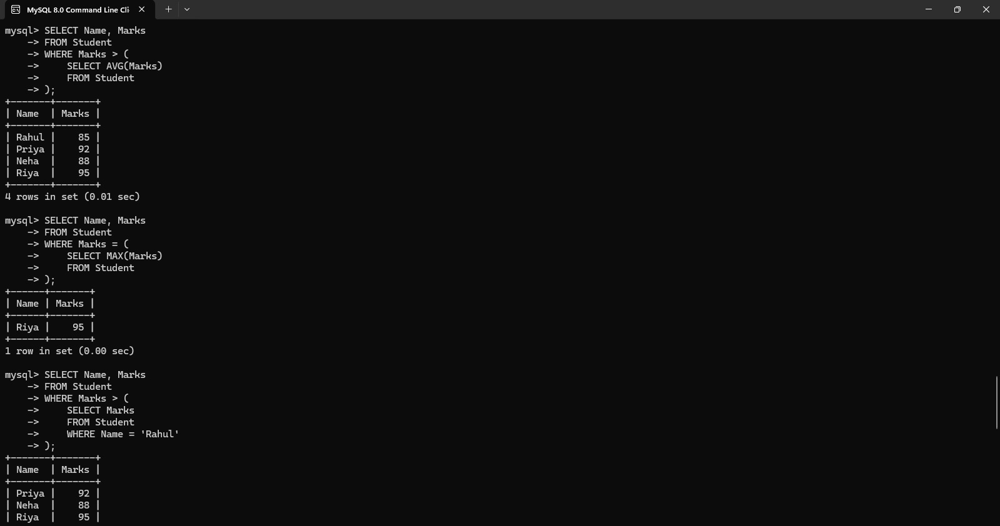 MySQL 8.0 Command Line Cli
mysql> SELECT Name, Marks
    -> FROM Student
    -> WHERE Marks > (
    ->     SELECT AVG(Marks)
    ->     FROM Student
    -> );
+-------+-------+
| Name  | Marks |
+-------+-------+
| Rahul |    85 |
| Priya |    92 |
| Neha  |    88 |
| Riya  |    95 |
+-------+-------+
4 rows in set (0.01 sec)

mysql> SELECT Name, Marks
    -> FROM Student
    -> WHERE Marks = (
    ->     SELECT MAX(Marks)
    ->     FROM Student
    -> );
+------+-------+
| Name | Marks |
+------+-------+
| Riya |    95 |
+------+-------+
1 row in set (0.00 sec)

mysql> SELECT Name, Marks
    -> FROM Student
    -> WHERE Marks > (
    ->     SELECT Marks
    ->     FROM Student
    ->     WHERE Name = 'Rahul'
    -> );
+-------+-------+
| Name  | Marks |
+-------+-------+
| Priya |    92 |
| Neha  |    88 |
| Riya  |    95 |